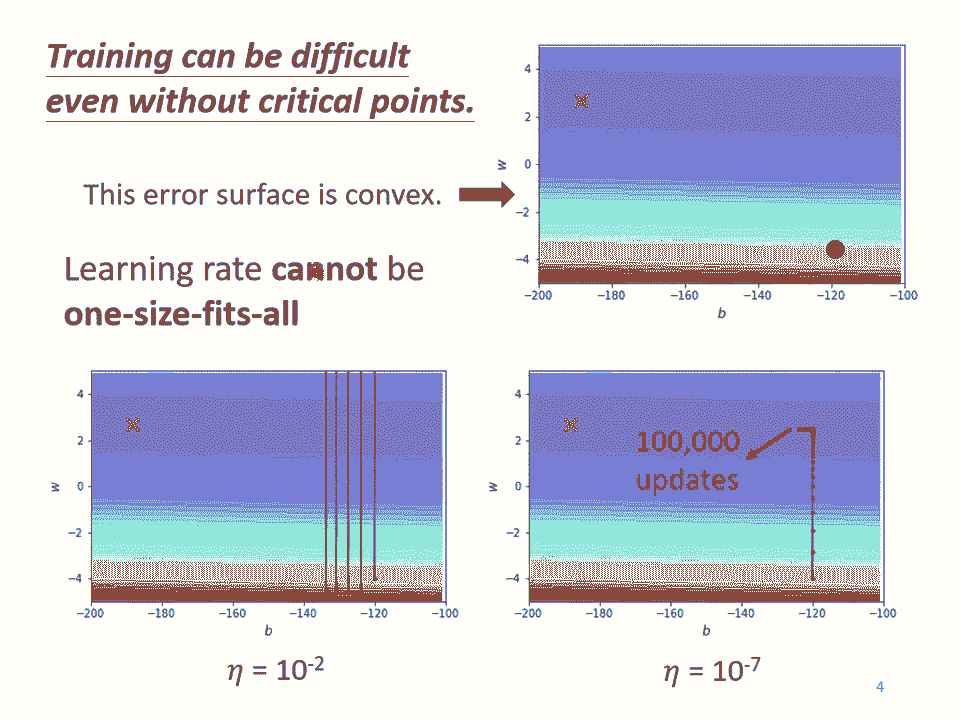 Training can be difficult
even without critical points.
This error surface is convex.
Learning rate cannot be
one-size-fits-all
4
2
0
−2
−4
w
−200
−180
−160
−140
−120
−100
b
4
2
0
−2
−4
w
−200
−180
−160
−140
−120
−100
b
η = 10-2
100,000
updates
4
2
0
−2
−4
w
−200
−180
−160
−140
−120
−100
b
η = 10-7
4